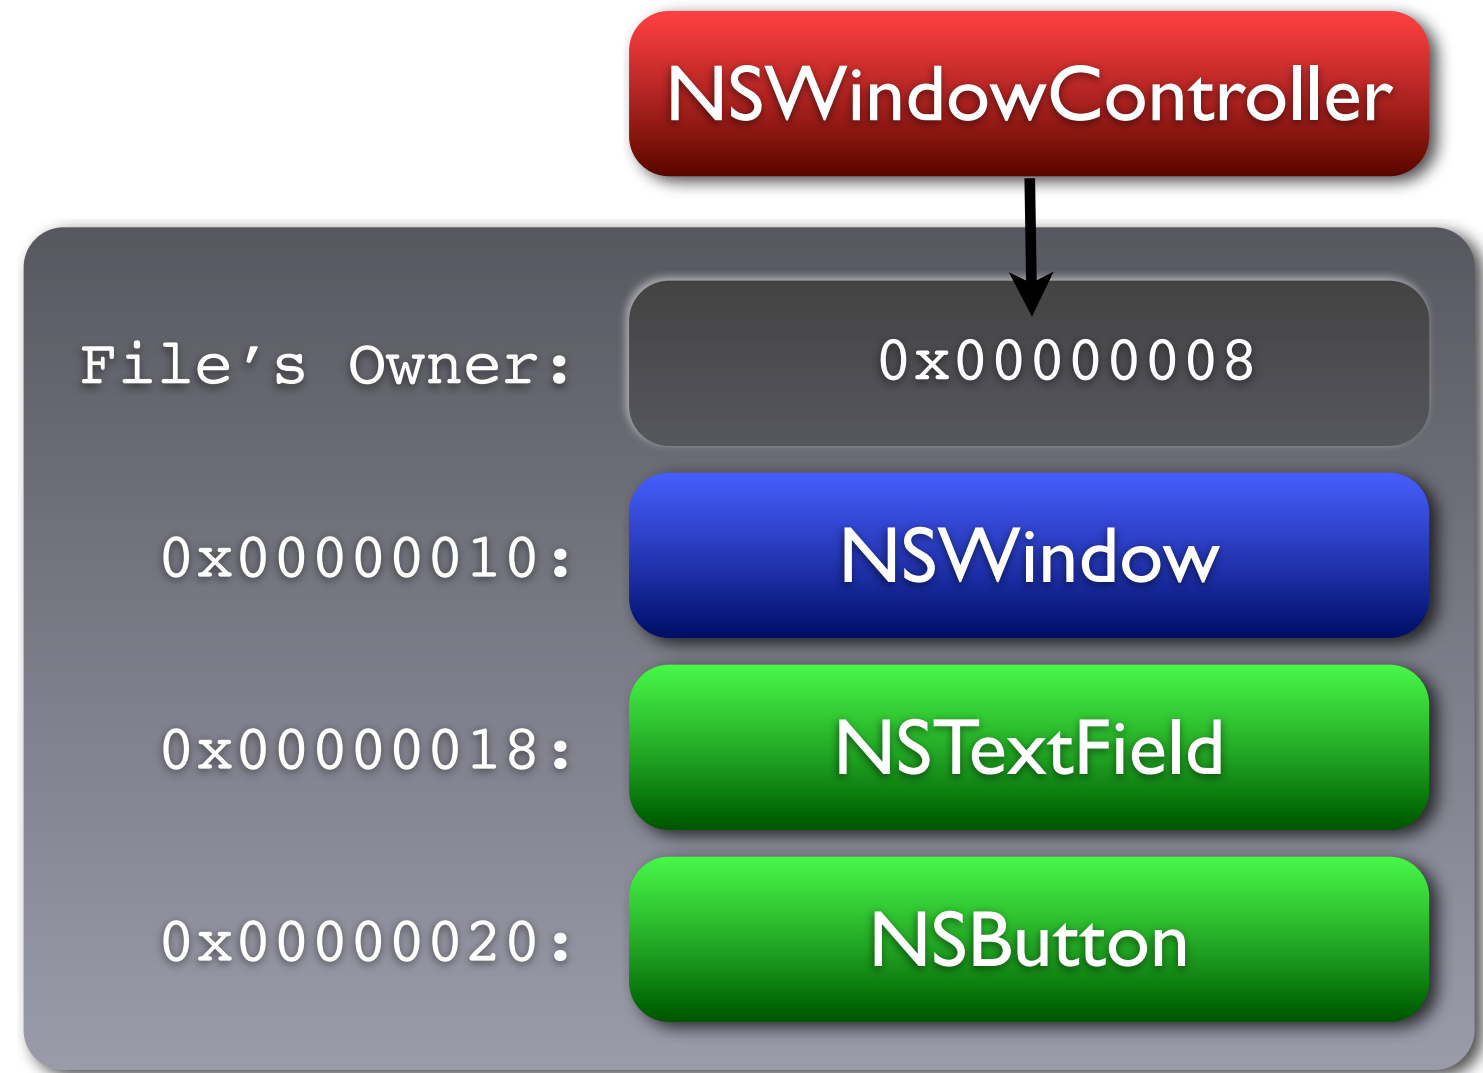 NSWindowController
File’s Owner: 0x00000008
0x00000010: NSWindow
0x00000018: NSTextField
0x00000020: NSButton